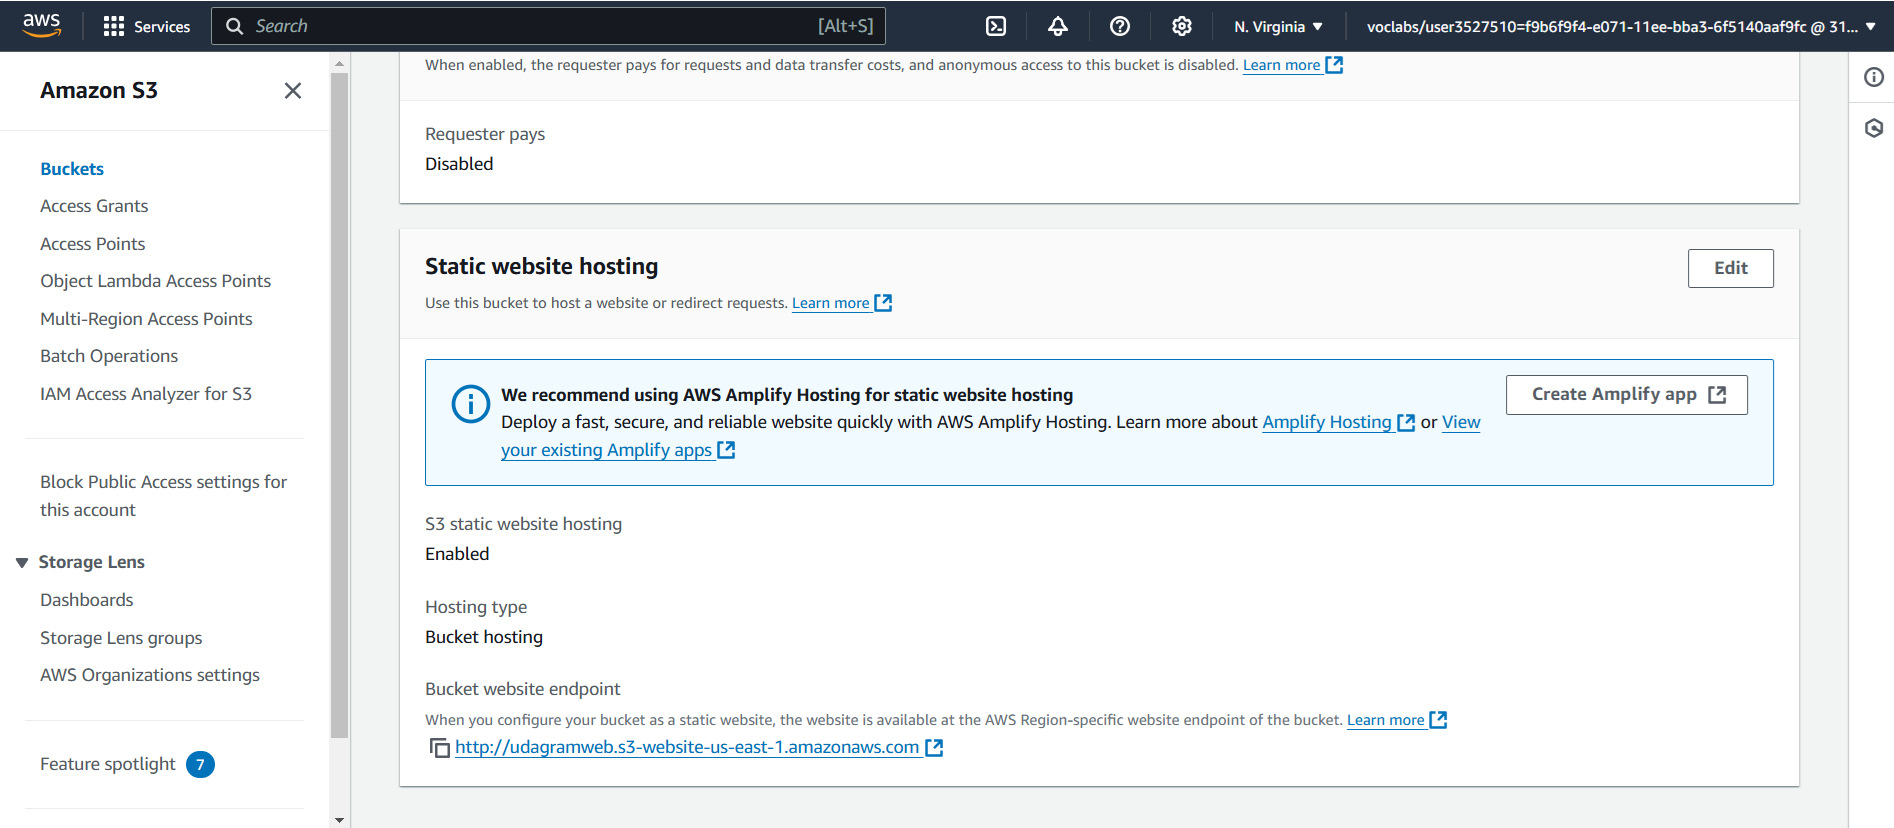 aws
Services
Search
[Alt+S]
N. Virginia
voclabs/user3527510=f9b6f9f4-e071-11ee-bba3-6f5140aaf9fc @ 31...
Amazon S3
Buckets
Access Grants
Access Points
Object Lambda Access Points
Multi-Region Access Points
Batch Operations
IAM Access Analyzer for S3
Block Public Access settings for
this account
Storage Lens
Dashboards
Storage Lens groups
AWS Organizations settings
Feature spotlight 7
When enabled, the requester pays for requests and data transfer costs, and anonymous access to this bucket is disabled. Learn more
Requester pays
Disabled
Static website hosting
Edit
Use this bucket to host a website or redirect requests. Learn more
We recommend using AWS Amplify Hosting for static website hosting
Create Amplify app
Deploy a fast, secure, and reliable website quickly with AWS Amplify Hosting. Learn more about Amplify Hosting or View
your existing Amplify apps
S3 static website hosting
Enabled
Hosting type
Bucket hosting
Bucket website endpoint
When you configure your bucket as a static website, the website is available at the AWS Region-specific website endpoint of the bucket. Learn more
http://udagramweb.s3-website-us-east-1.amazonaws.com